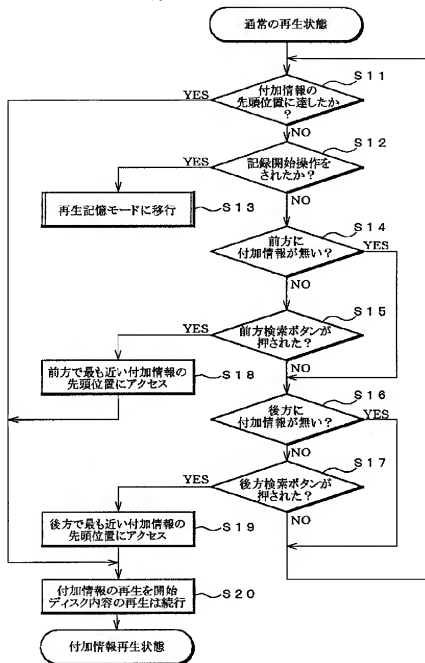 通常の再生状態
S11
付加情報の
先頭位置に達したか
?
YES
NO
S12
記録開始操作を
されたか?
YES
NO
再生記憶モードに移行
S13
S14
前方に
付加情報が無い?
YES
NO
S15
前方検索ボタンが
押された?
YES
NO
前方で最も近い付加情報の
先頭位置にアクセス
S18
S16
後方に
付加情報が無い?
YES
NO
S17
後方検索ボタンが
押された?
YES
NO
後方で最も近い付加情報の
先頭位置にアクセス
S19
付加情報の再生を開始
ディスク内容の再生は続行
S20
付加情報再生状態